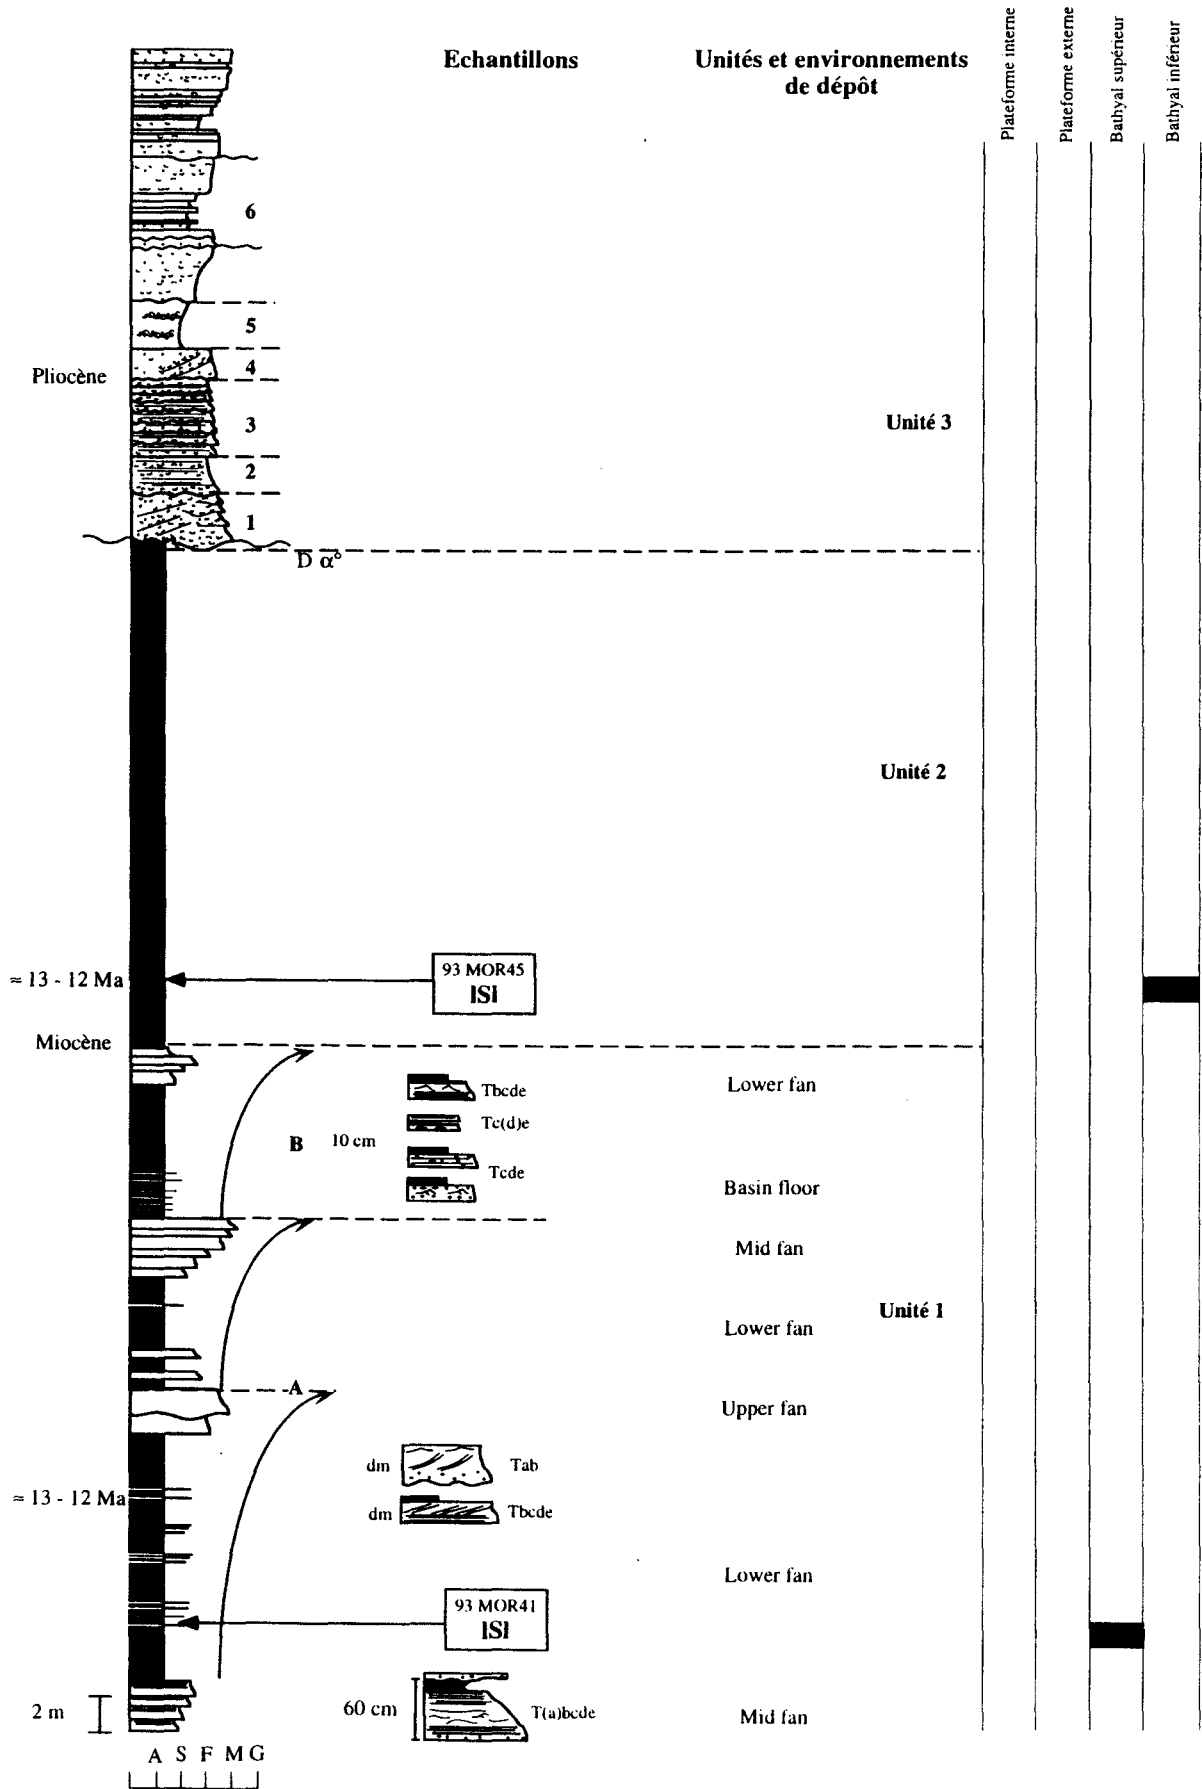 Echantillons
Unités et environnements
de dépôt
Plateforme interne
Plateforme externe
Bathyal supérieur
Bathyal inférieur
6
5
4
Pliocène
3
Unité 3
2
1
D α°
Unité 2
≈ 13 - 12 Ma
93 MOR45
ISI
Miocène
Lower fan
Tbcde
Tc(d)e
B
10 cm
Tcde
Basin floor
Mid fan
Unité 1
Lower fan
A
Upper fan
dm
Tab
≈ 13 - 12 Ma
dm
Tbcde
Lower fan
93 MOR41
ISI
2 m
60 cm
T(a)bcde
Mid fan
A S F M G